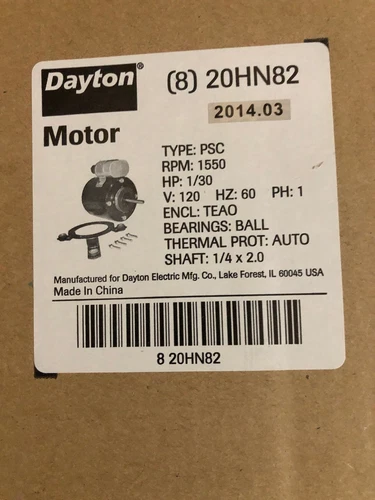 Dayton®
(8) 20HN82
2014.03
Motor
TYPE: PSC
RPM: 1550
HP: 1/30
V: 120 HZ: 60 PH: 1
ENCL: TEAO
BEARINGS: BALL
THERMAL PROT: AUTO
SHAFT: 1/4 x 2.0
Manufactured for Dayton Electric Mfg. Co., Lake Forest, IL 60045 USA
Made In China
8 20HN82